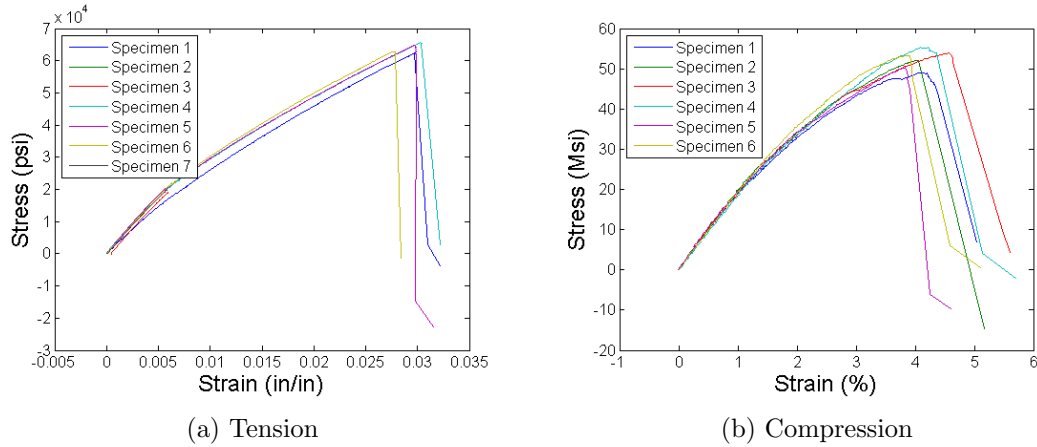 7 x 10^4
6
5
4
3
2
1
0
-1
-2
-3
Stress (psi)
Specimen 1
Specimen 2
Specimen 3
Specimen 4
Specimen 5
Specimen 6
Specimen 7
-0.005 0 0.005 0.01 0.015 0.02 0.025 0.03 0.035
Strain (in/in)
(a) Tension
60
50
40
30
20
10
0
-10
-20
Stress (Msi)
Specimen 1
Specimen 2
Specimen 3
Specimen 4
Specimen 5
Specimen 6
-1 0 1 2 3 4 5 6
Strain (%)
(b) Compression